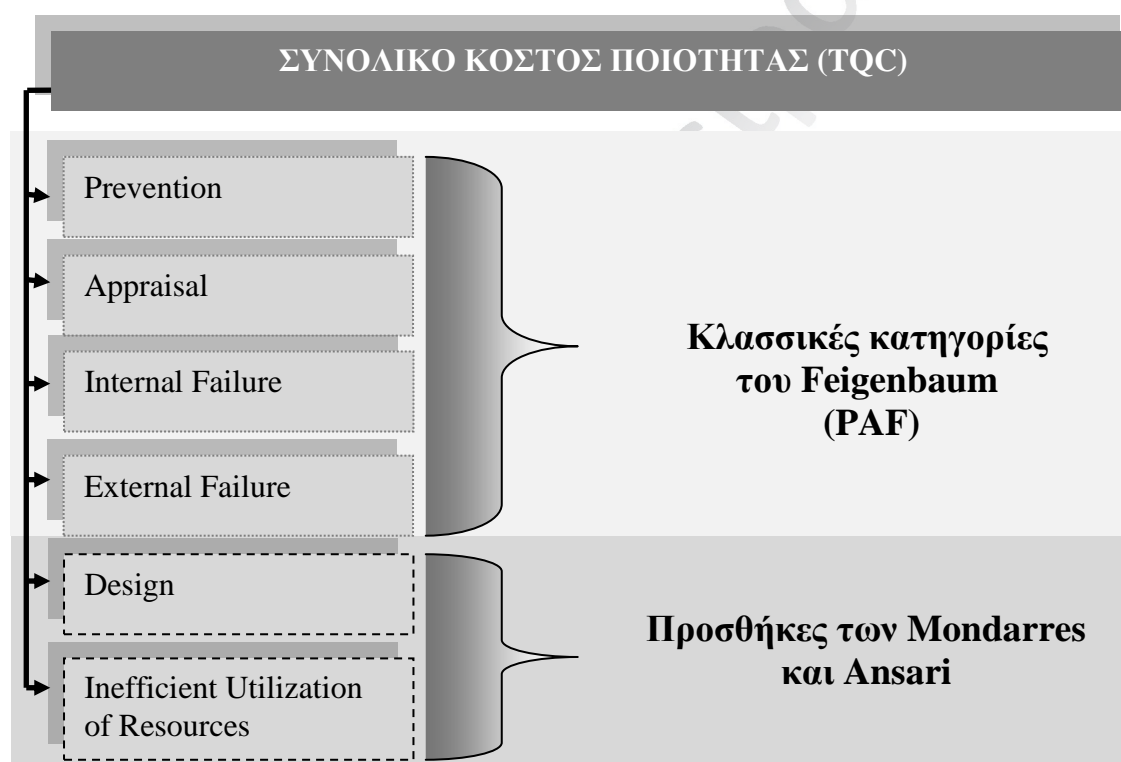 ΣΥΝΟΛΙΚΟ ΚΟΣΤΟΣ ΠΟΙΟΤΗΤΑΣ (TQC)
Prevention
Appraisal
Internal Failure
External Failure
Κλασσικές κατηγορίες
του Feigenbaum
(PAF)
Design
Inefficient Utilization
of Resources
Προσθήκες των Mondarres
και Ansari